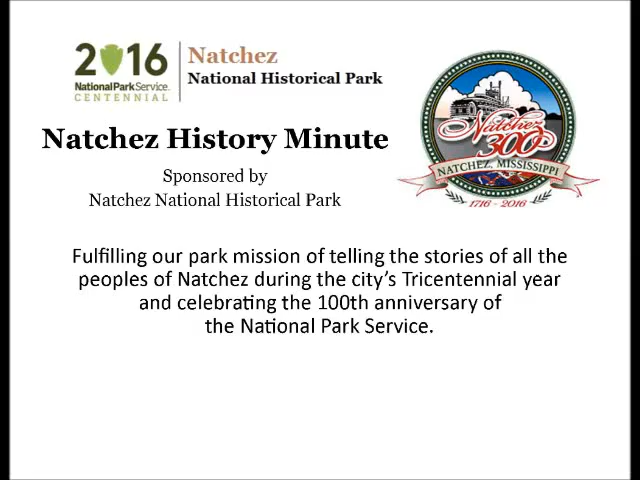 2016
National Park Service
CENTENNIAL
Natchez
National Historical Park
Natchez History Minute
Sponsored by
Natchez National Historical Park
Natchez
300
NATCHEZ, MISSISSIPPI
1716 - 2016
Fulfilling our park mission of telling the stories of all the
peoples of Natchez during the city's Tricentennial year
and celebrating the 100th anniversary of
the National Park Service.